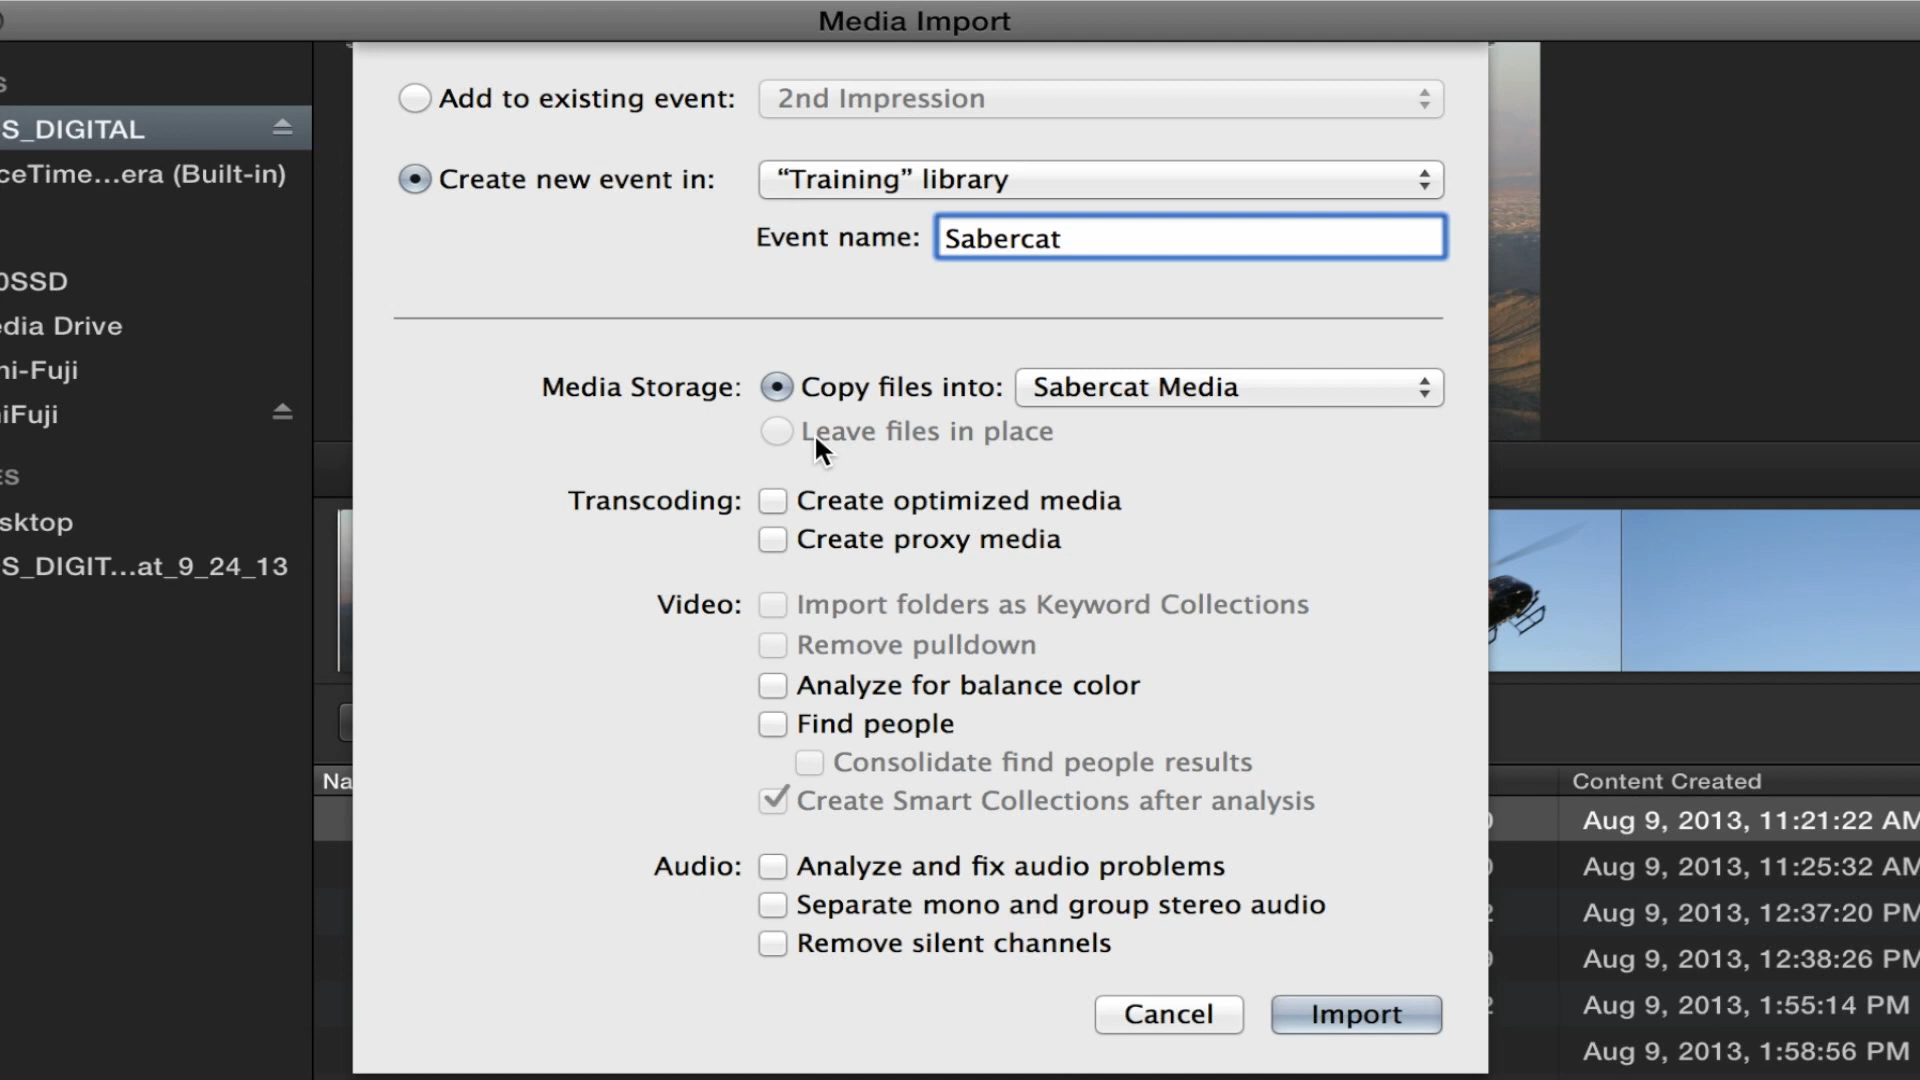 Media Import
S
S_DIGITAL
ceTime...era (Built-in)
0SSD
edia Drive
ni-Fuji
iFuji
ES
sktop
S_DIGIT...at_9_24_13
Add to existing event: 2nd Impression
Create new event in: “Training” library
Event name: Sabercat
Media Storage: Copy files into: Sabercat Media
Leave files in place
Transcoding: Create optimized media
Create proxy media
Video: Import folders as Keyword Collections
Remove pulldown
Analyze for balance color
Find people
Consolidate find people results
Create Smart Collections after analysis
Audio: Analyze and fix audio problems
Separate mono and group stereo audio
Remove silent channels
Cancel Import
Na Content Created
Aug 9, 2013, 11:21:22 AM
Aug 9, 2013, 11:25:32 AM
Aug 9, 2013, 12:37:20 PM
Aug 9, 2013, 12:38:26 PM
Aug 9, 2013, 1:55:14 PM
Aug 9, 2013, 1:58:56 PM